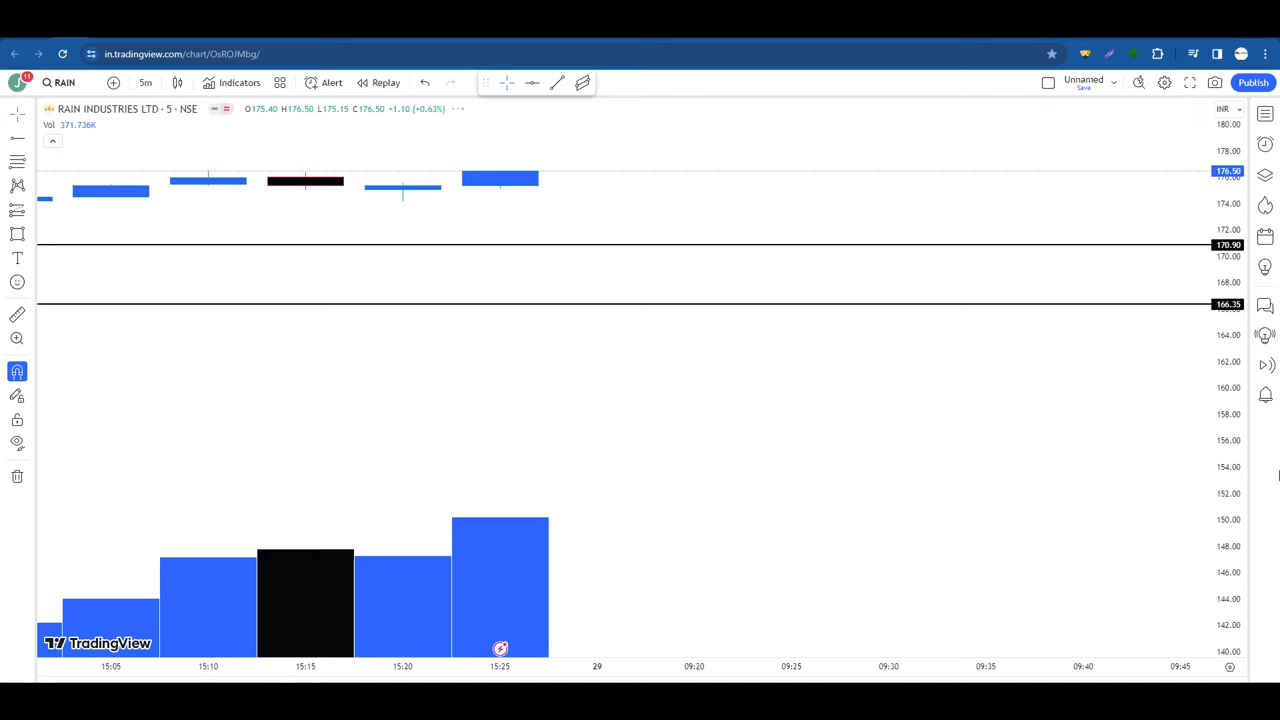 in.tradingview.com/chart/OsROJMbg/
11
RAIN
5m
Indicators
Alert
Replay
Unnamed
Save
Publish
RAIN INDUSTRIES LTD · 5 · NSE
O175.40 H176.50 L175.15 C176.50 +1.10 (+0.63%)
INR
Vol 371.736K
180.00
178.00
176.50
174.00
172.00
170.90
170.00
168.00
166.35
164.00
162.00
160.00
158.00
156.00
154.00
152.00
150.00
148.00
146.00
144.00
142.00
140.00
TradingView
15:05
15:10
15:15
15:20
15:25
29
09:20
09:25
09:30
09:35
09:40
09:45